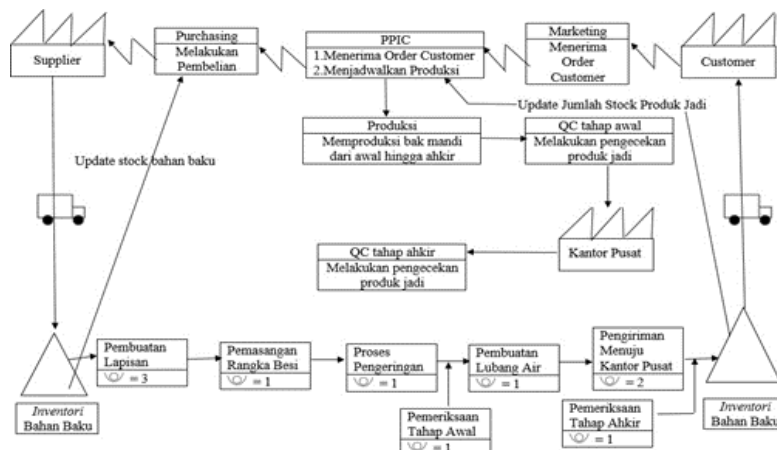 Supplier
Purchasing
Melakukan
Pembelian
PPIC
1.Menerima Order Customer
2.Menjadwalkan Produksi
Marketing
Menerima
Order
Customer
Customer
Update Jumlah Stock Produk Jadi
Produksi
Memproduksi bak mandi
dari awal hingga ahkir
QC tahap awal
Melakukan pengecekan
produk jadi
Update stock bahan baku
Kantor Pusat
QC tahap ahkir
Melakukan pengecekan
produk jadi
Pembuatan
Lapisan
= 3
Pemasangan
Rangka Besi
= 1
Proses
Pengeringan
= 1
Pembuatan
Lubang Air
= 1
Pengiriman
Menuju
Kantor Pusat
= 2
Inventori
Bahan Baku
Pemeriksaan
Tahap Awal
= 1
Pemeriksaan
Tahap Ahkir
= 1
Inventori
Bahan Baku